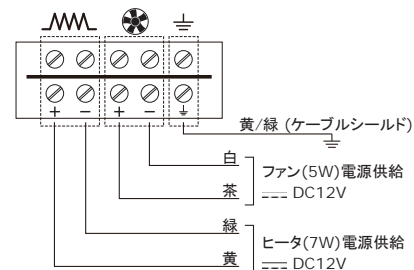 + − + −
黄/緑 (ケーブルシールド)
白
ファン(5W)電源供給
茶
DC12V
緑
ヒータ(7W)電源供給
黄
DC12V